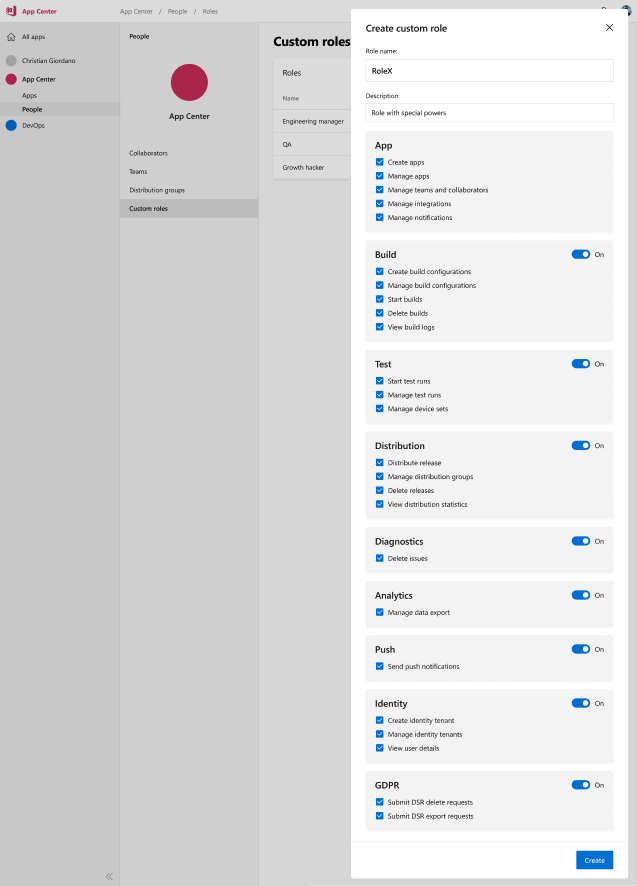 App Center
App Center / People / Roles
All apps
Christian Giordano
App Center
Apps
People
DevOps
People
App Center
Collaborators
Teams
Distribution groups
Custom roles
Custom roles
Roles
Name
Engineering manager
QA
Growth hacker
Create custom role
Role name:
RoleX
Description:
Role with special powers
App
Create apps
Manage apps
Manage teams and collaborators
Manage integrations
Manage notifications
Build
On
Create build configurations
Manage build configurations
Start builds
Delete builds
View build logs
Test
On
Start test runs
Manage test runs
Manage device sets
Distribution
On
Distribute release
Manage distribution groups
Delete releases
View distribution statistics
Diagnostics
On
Delete issues
Analytics
On
Manage data export
Push
On
Send push notifications
Identity
On
Create identity tenant
Manage identity tenants
View user details
GDPR
On
Submit DSR delete requests
Submit DSR export requests
Create